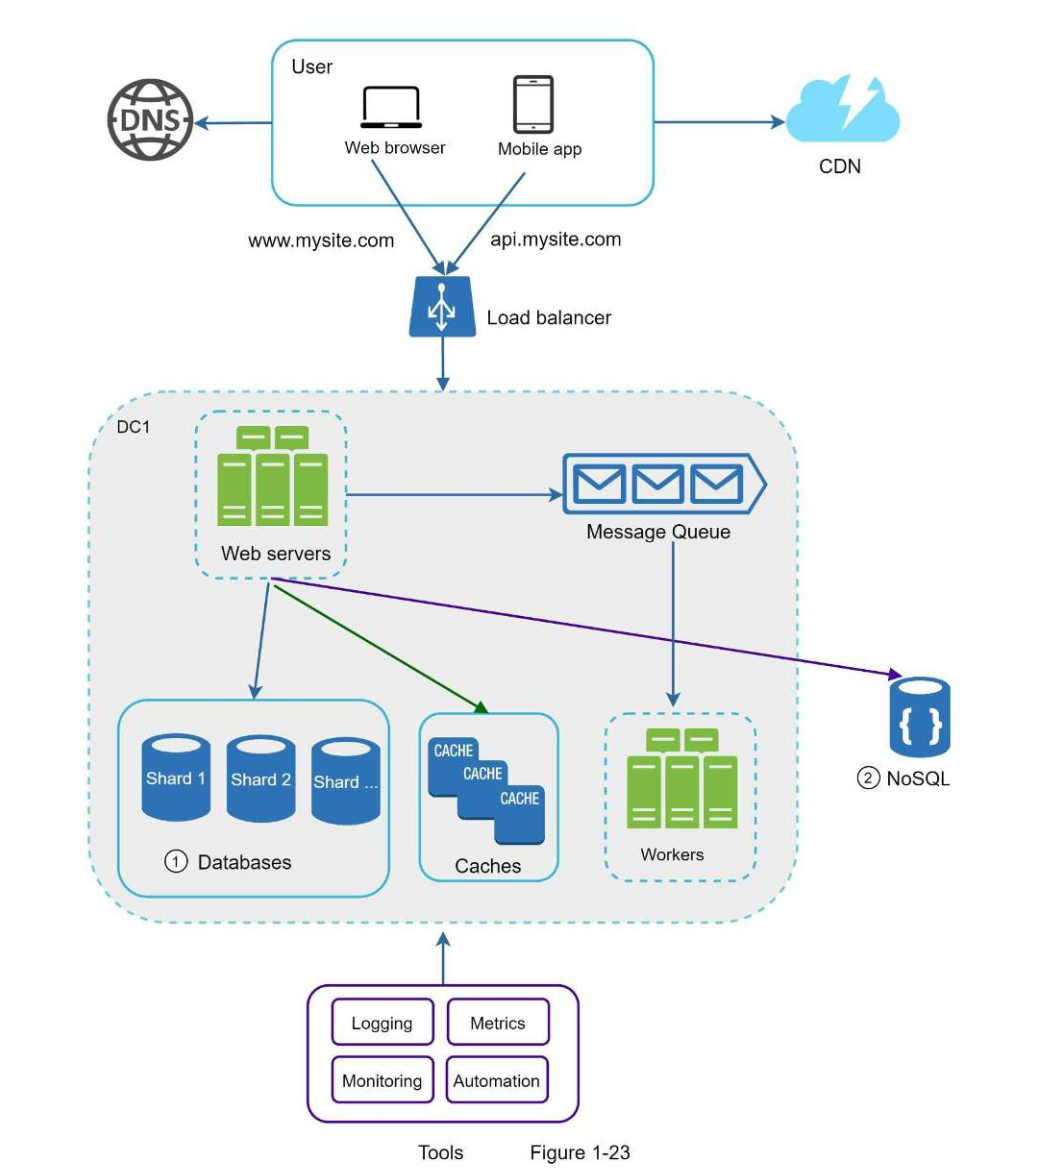 User
DNS
Web browser
Mobile app
CDN
www.mysite.com
api.mysite.com
Load balancer
DC1
Web servers
Message Queue
Shard 1
Shard 2
Shard ...
1 Databases
CACHE
CACHE
CACHE
Caches
Workers
2 NoSQL
Logging
Metrics
Monitoring
Automation
Tools
Figure 1-23